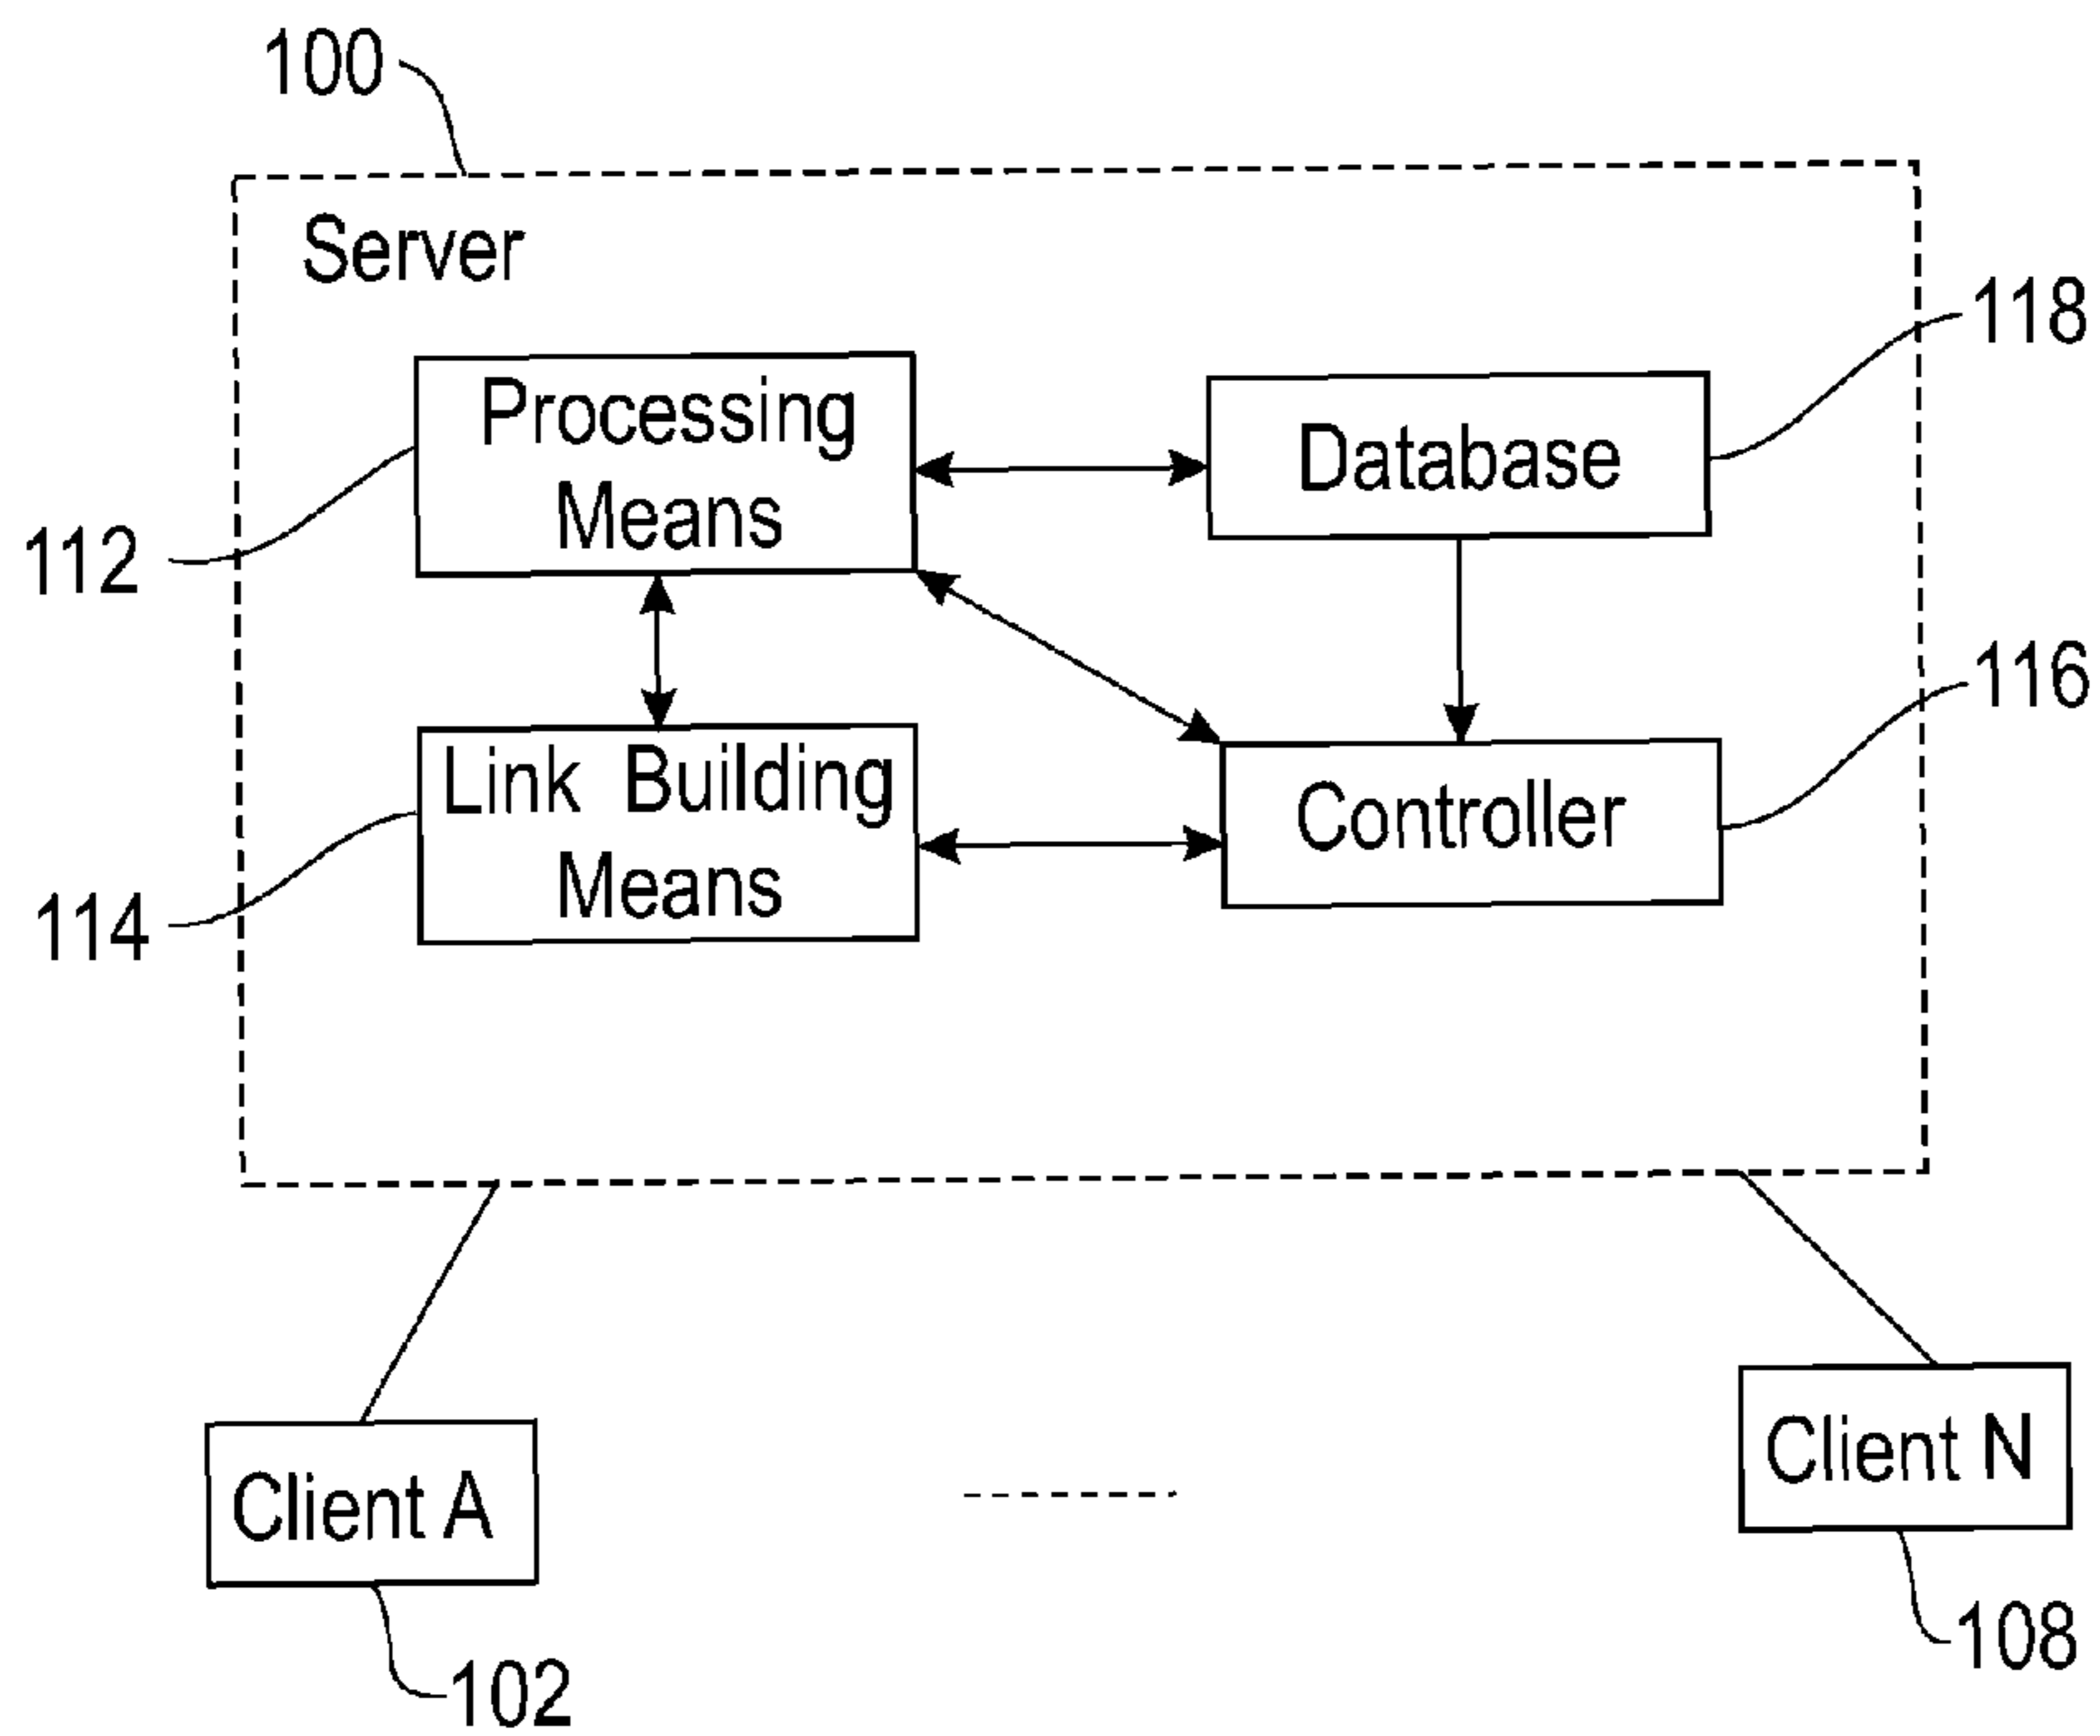 100
Server
118
Processing
Means
Database
112
116
Link Building
Means
Controller
114
Client A
Client N
102
108